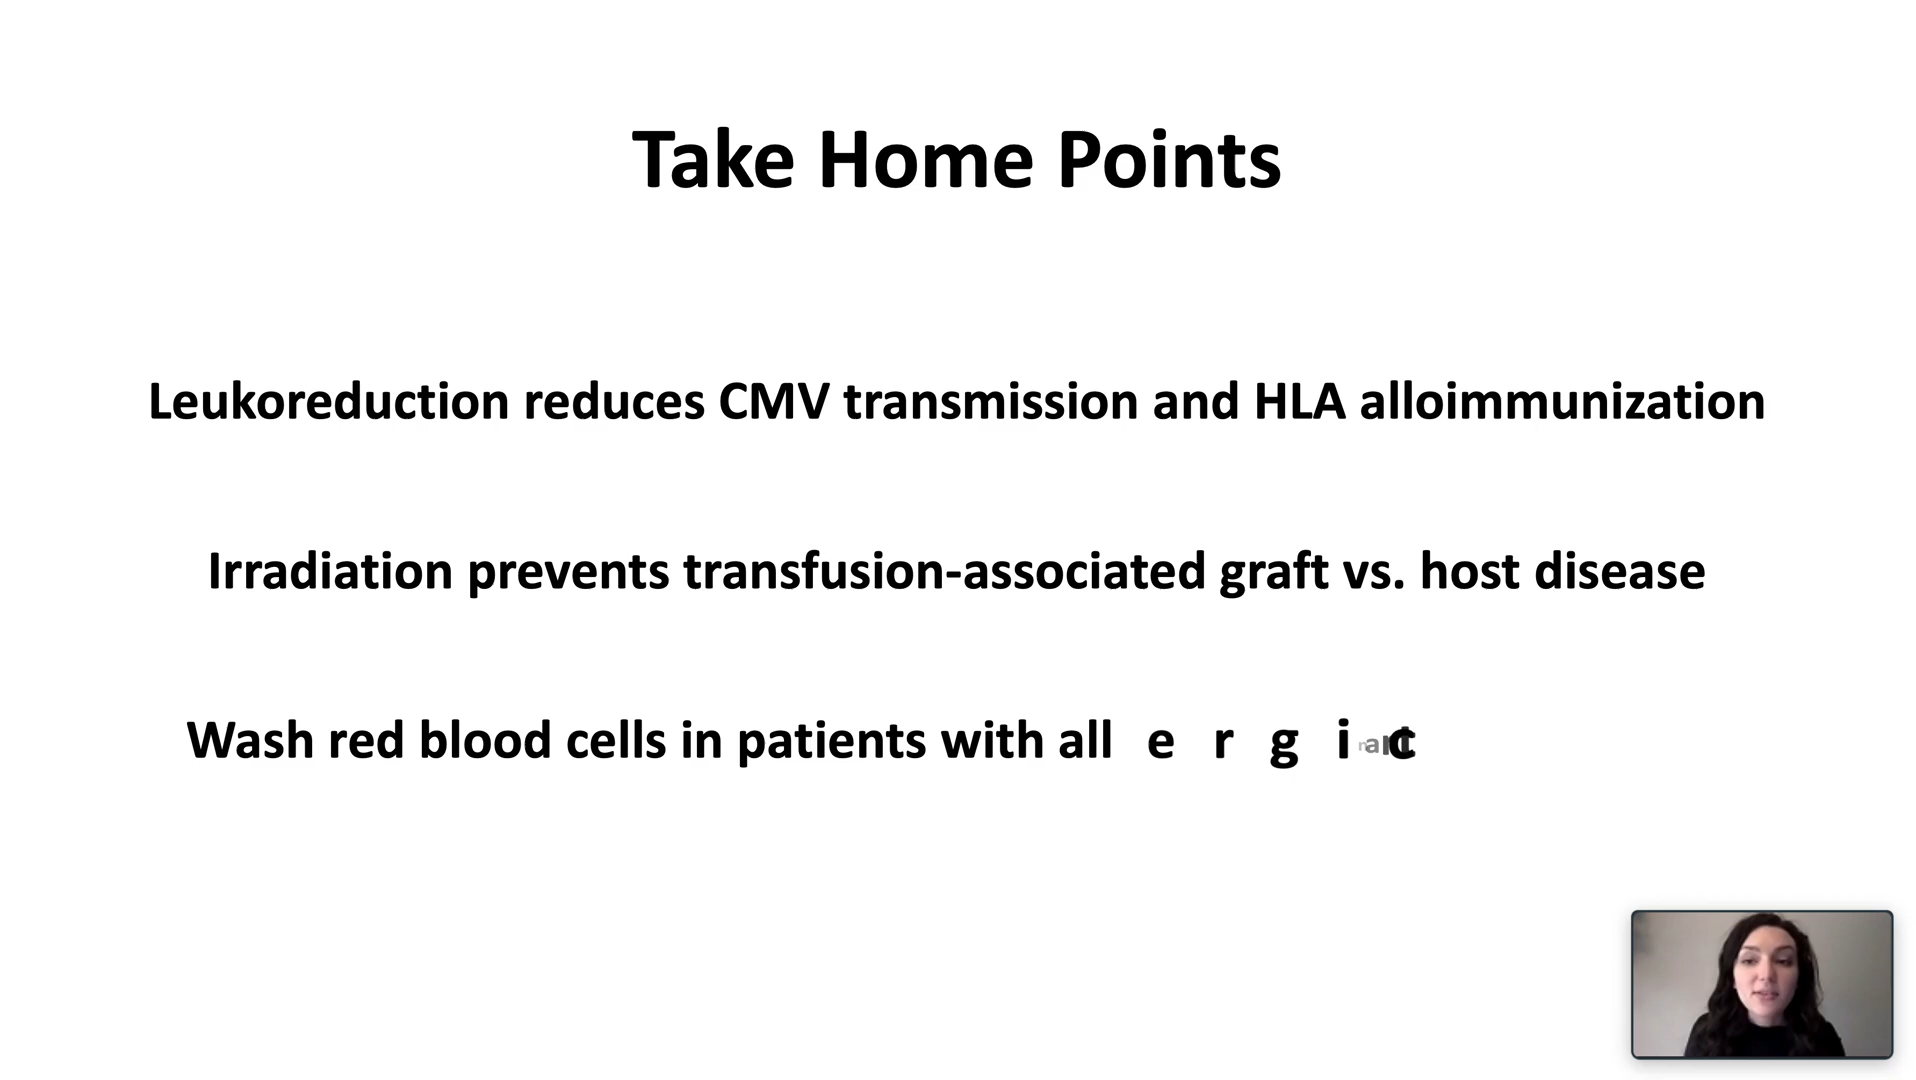 Take Home Points
Leukoreduction reduces CMV transmission and HLA alloimmunization
Irradiation prevents transfusion-associated graft vs. host disease
Wash red blood cells in patients with allergic